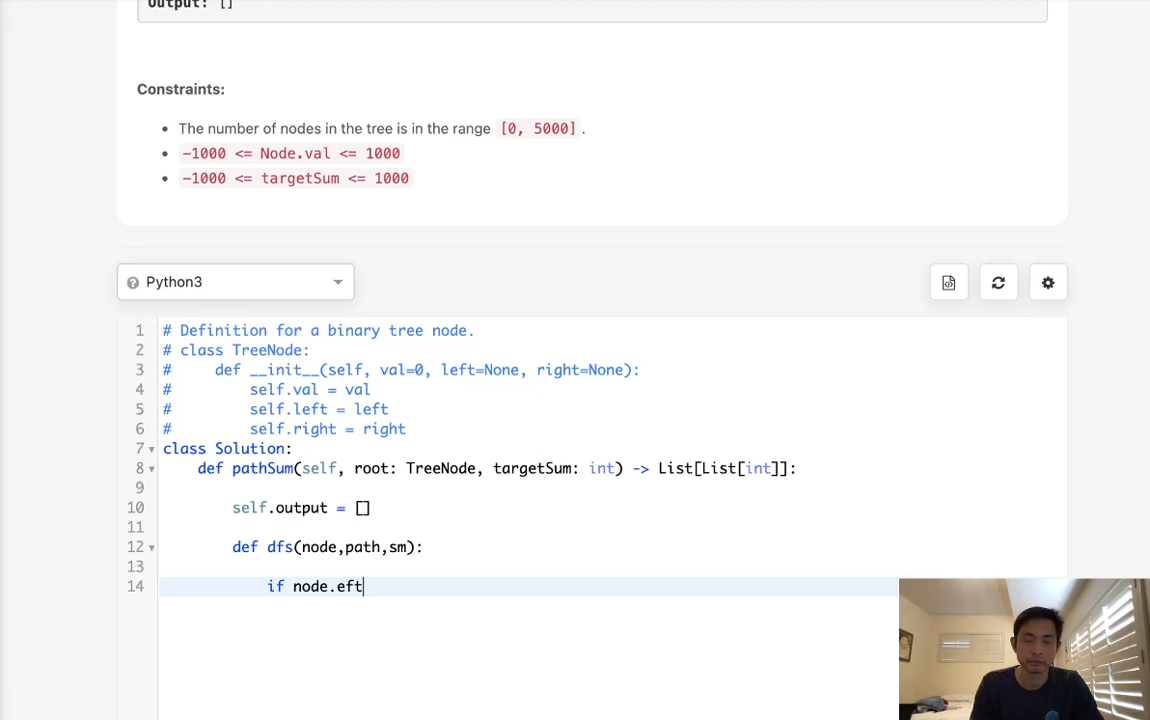 Output: []
Constraints:
The number of nodes in the tree is in the range [0, 5000].
-1000 <= Node.val <= 1000
-1000 <= targetSum <= 1000
Python3
1 # Definition for a binary tree node.
2 # class TreeNode:
3 #     def __init__(self, val=0, left=None, right=None):
4 #         self.val = val
5 #         self.left = left
6 #         self.right = right
7 class Solution:
8     def pathSum(self, root: TreeNode, targetSum: int) -> List[List[int]]:
9
10         self.output = []
11
12         def dfs(node,path,sm):
13
14             if node.eft